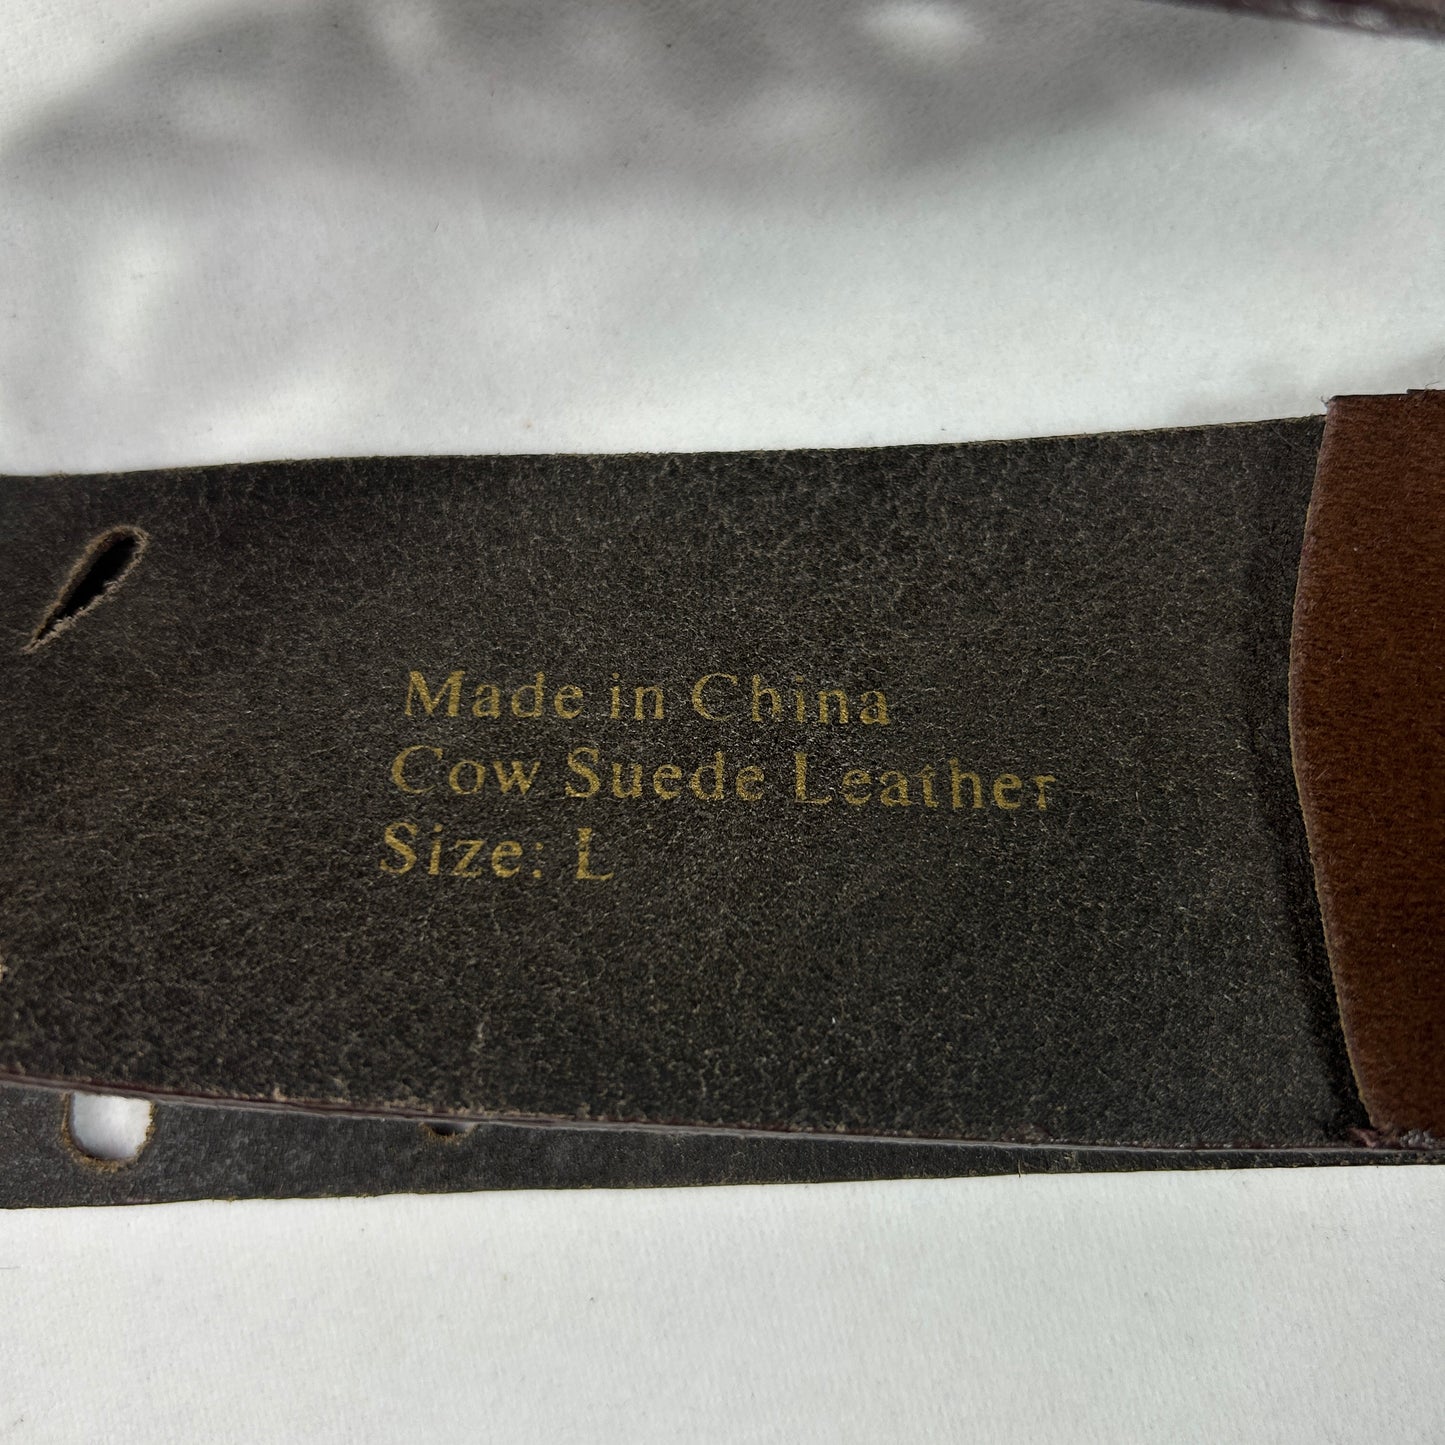 Made in China
Cow Suede Leather
Size: L